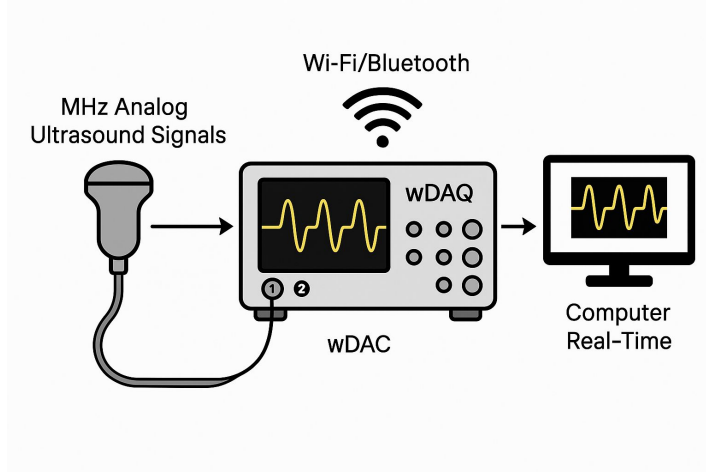 Wi-Fi/Bluetooth
MHz Analog
Ultrasound Signals
wDAQ
1
2
wDAC
Computer
Real-Time